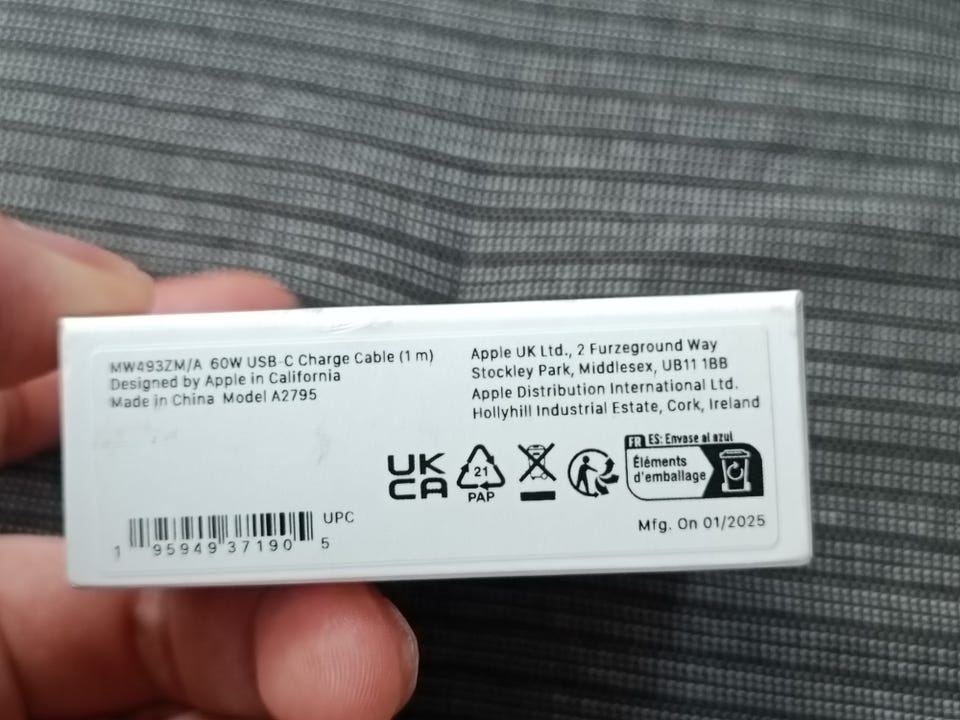 MW493ZM/A 60W USB-C Charge Cable (1 m)
Designed by Apple in California
Made in China Model A2795
Apple UK Ltd., 2 Furzeground Way
Stockley Park, Middlesex, UB11 1BB
Apple Distribution International Ltd.
Hollyhill Industrial Estate, Cork, Ireland
UK
CA
21
PAP
FR ES: Envase al azul
Éléments
d'emballage
UPC
1 95949 37190 5
Mfg. On 01/2025